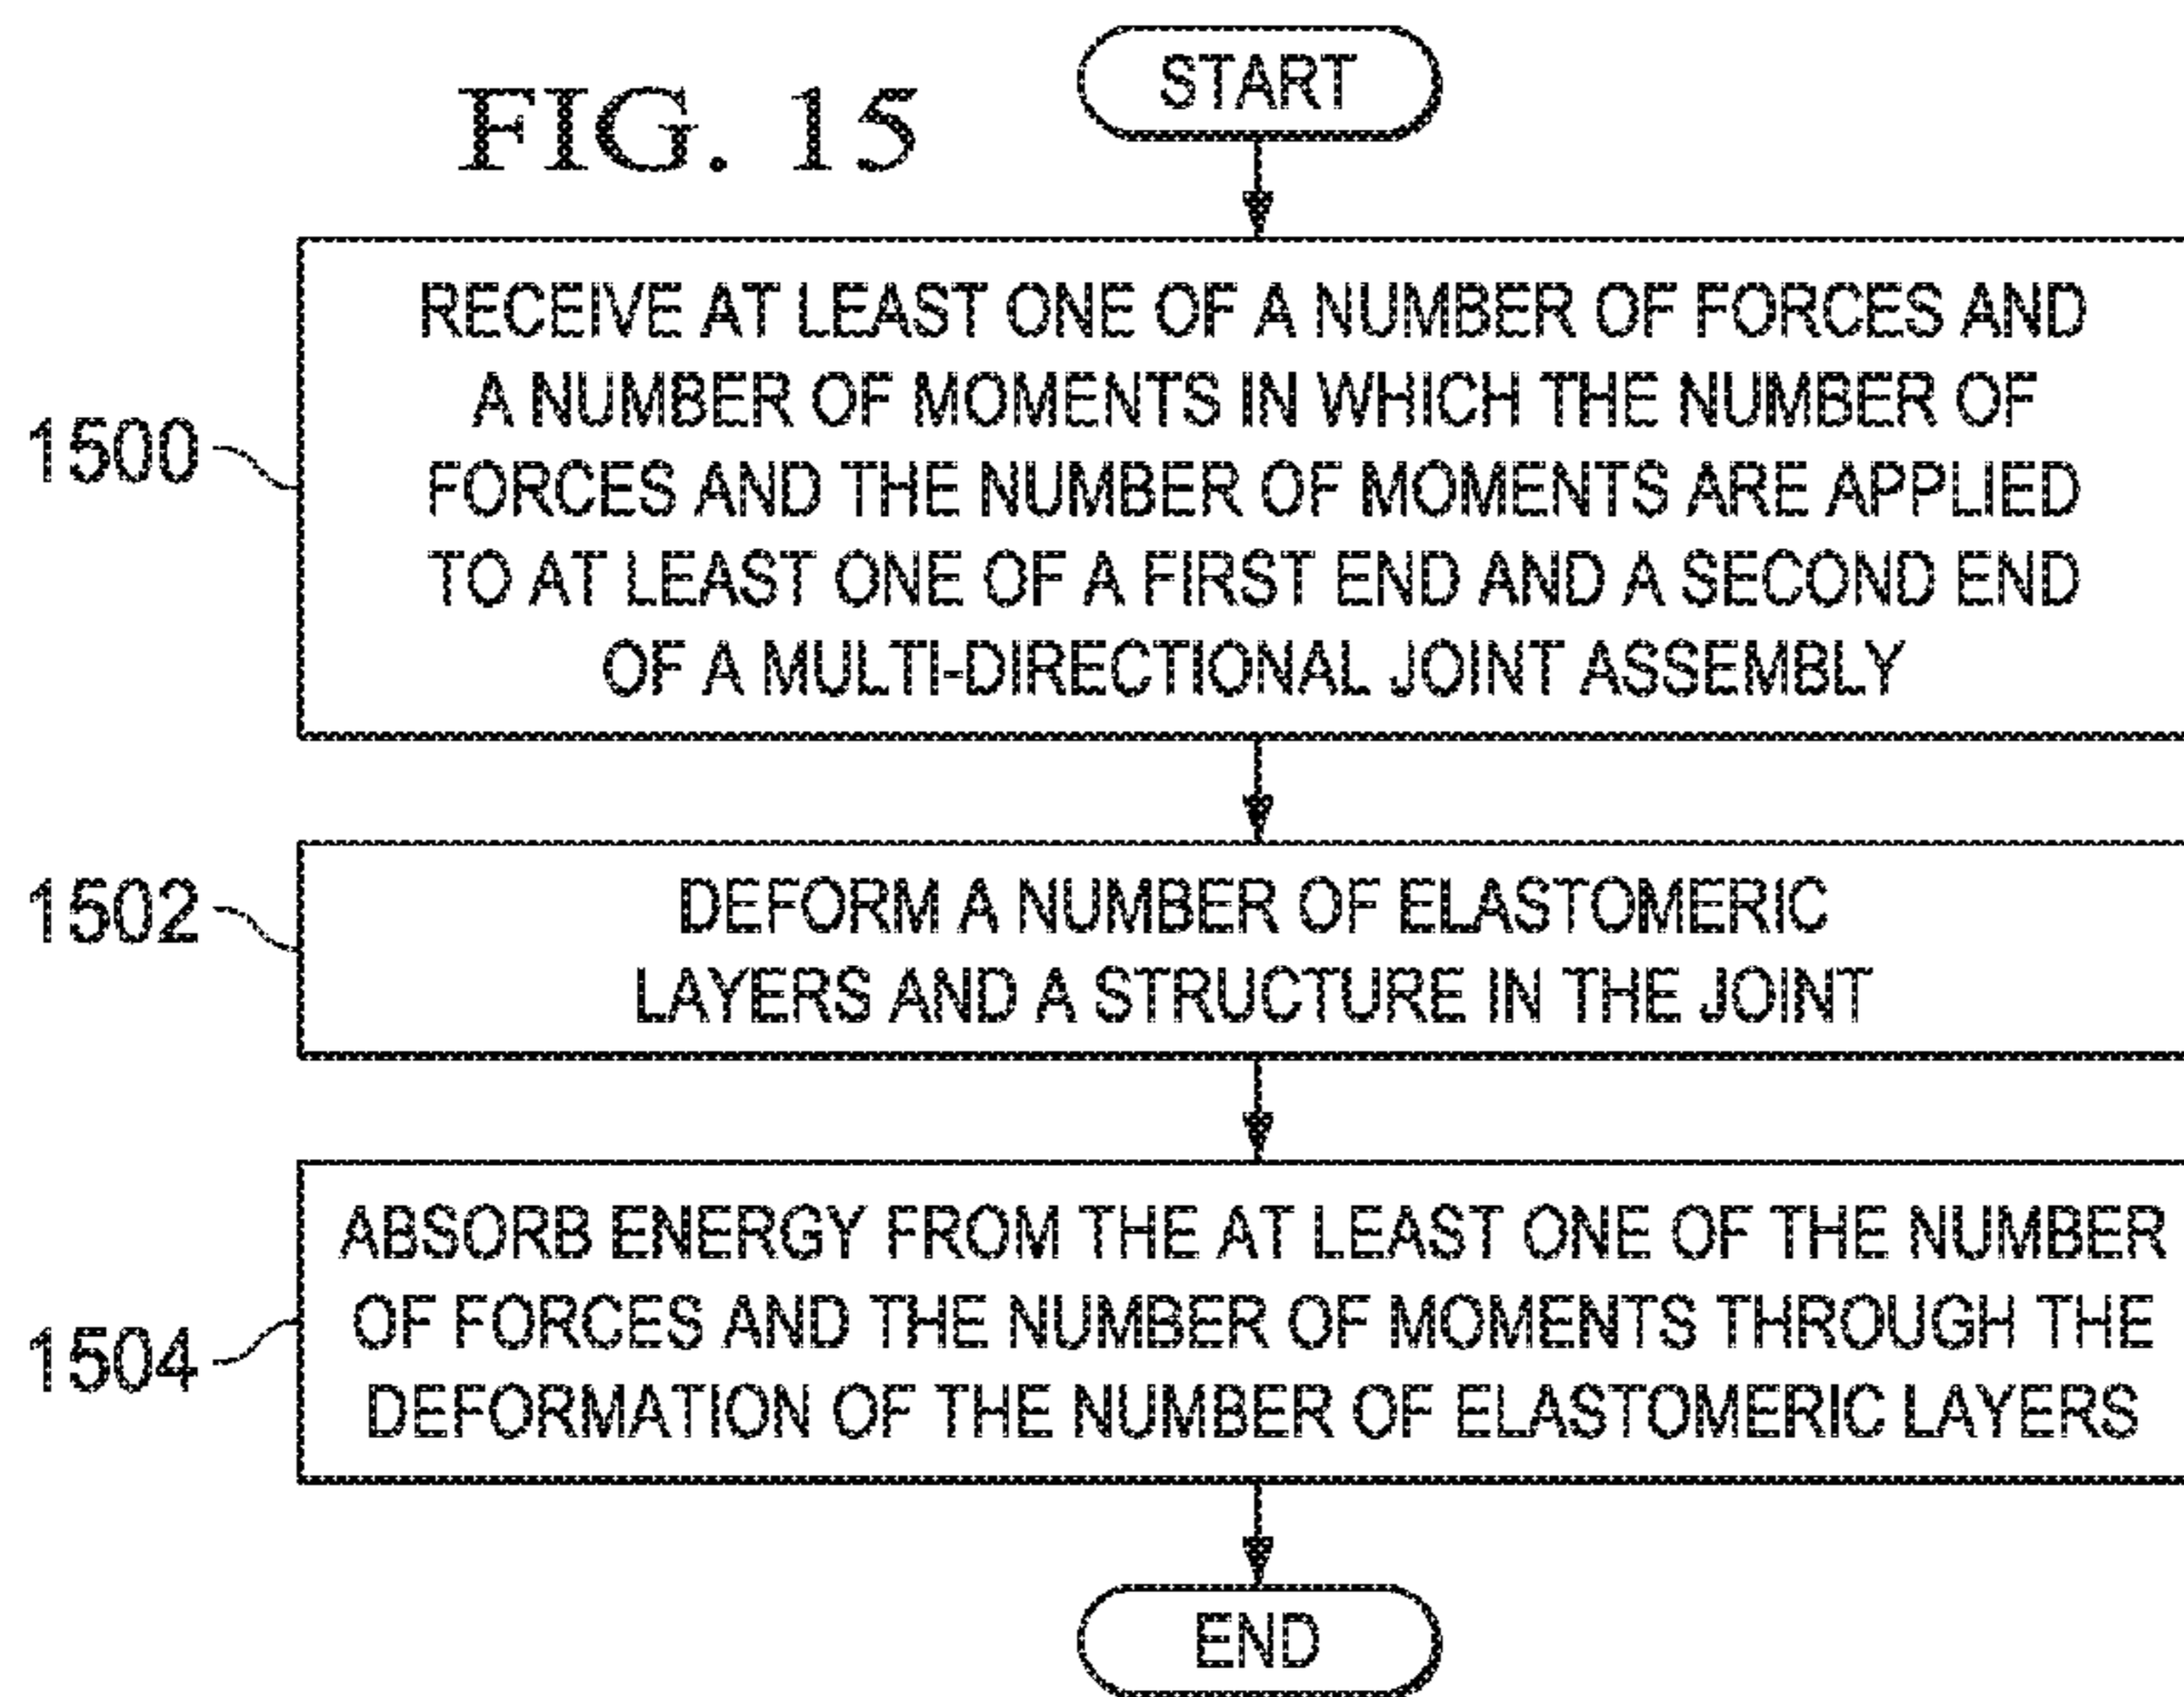 FIG. 15
START
1500
RECEIVE AT LEAST ONE OF A NUMBER OF FORCES AND
A NUMBER OF MOMENTS IN WHICH THE NUMBER OF
FORCES AND THE NUMBER OF MOMENTS ARE APPLIED
TO AT LEAST ONE OF A FIRST END AND A SECOND END
OF A MULTI-DIRECTIONAL JOINT ASSEMBLY
1502
DEFORM A NUMBER OF ELASTOMERIC
LAYERS AND A STRUCTURE IN THE JOINT
1504
ABSORB ENERGY FROM THE AT LEAST ONE OF THE NUMBER
OF FORCES AND THE NUMBER OF MOMENTS THROUGH THE
DEFORMATION OF THE NUMBER OF ELASTOMERIC LAYERS
END